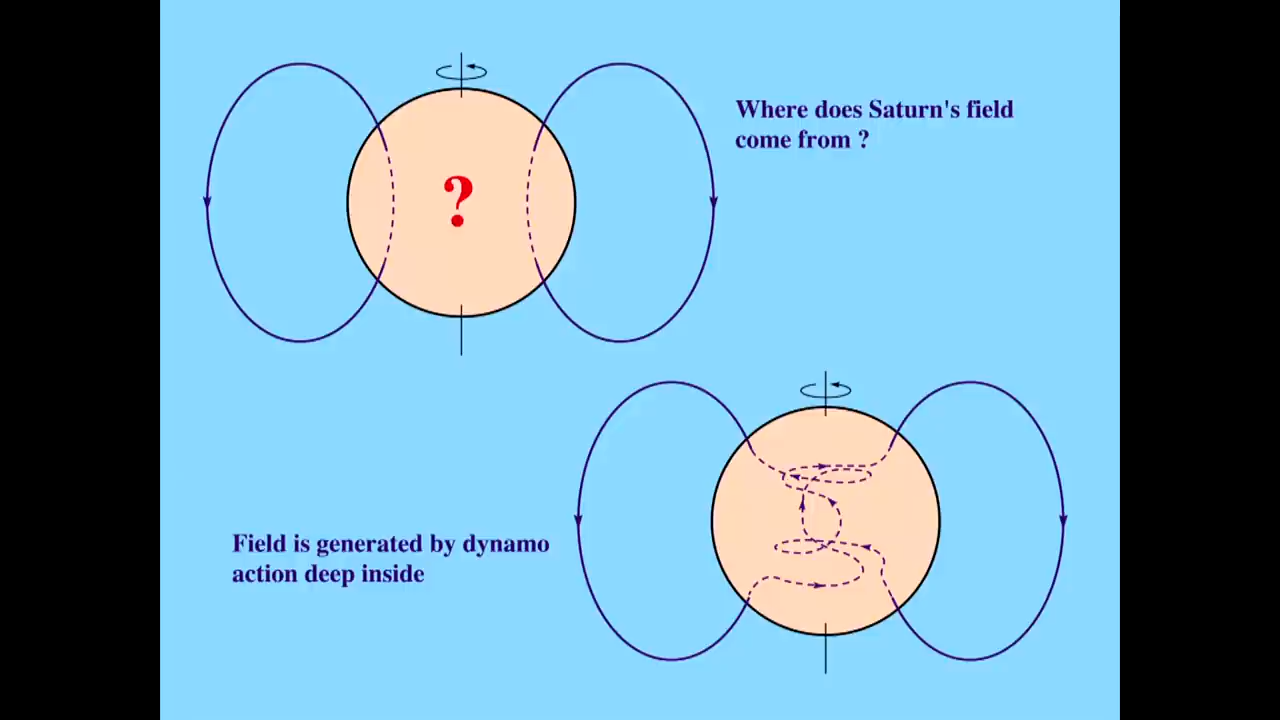 Where does Saturn's field
come from ?
?
Field is generated by dynamo
action deep inside